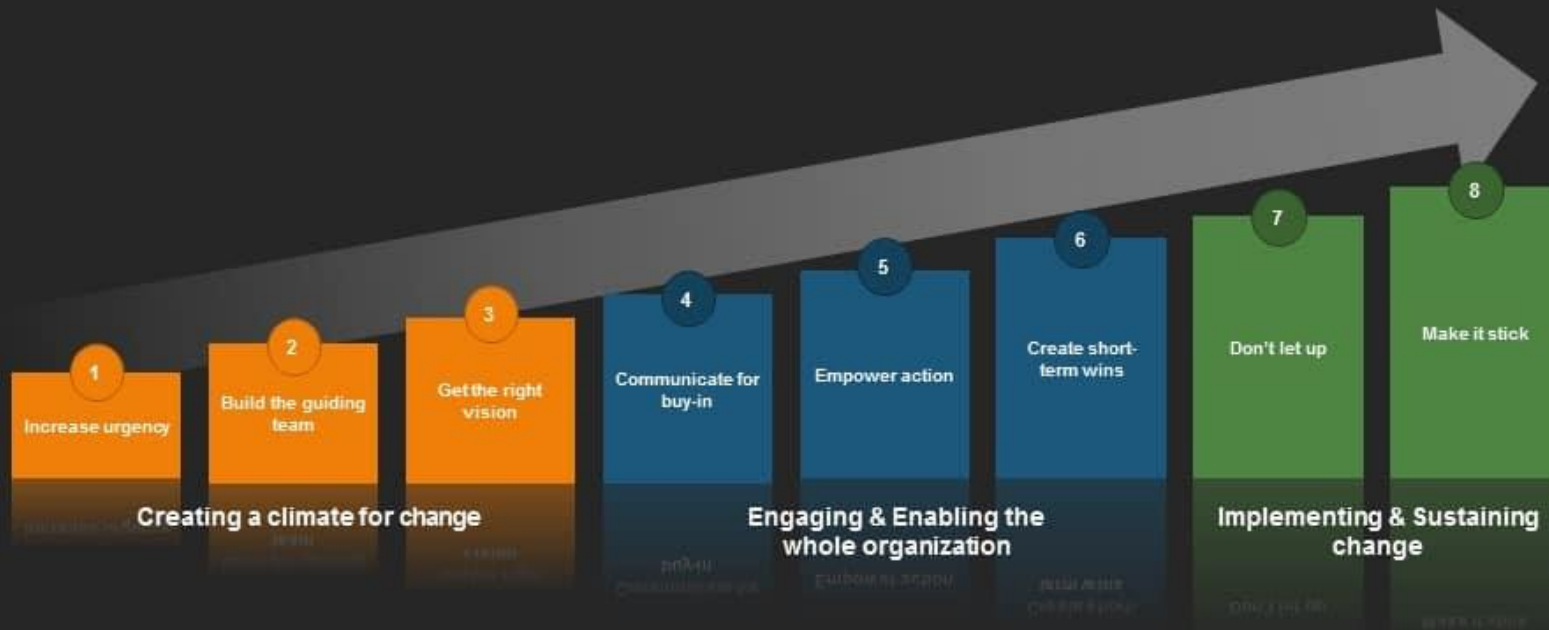 1
Increase urgency
2
Build the guiding
team
3
Get the right
vision
4
Communicate for
buy-in
5
Empower action
6
Create short-
term wins
7
Don't let up
8
Make it stick
Creating a climate for change
Engaging & Enabling the
whole organization
Implementing & Sustaining
change